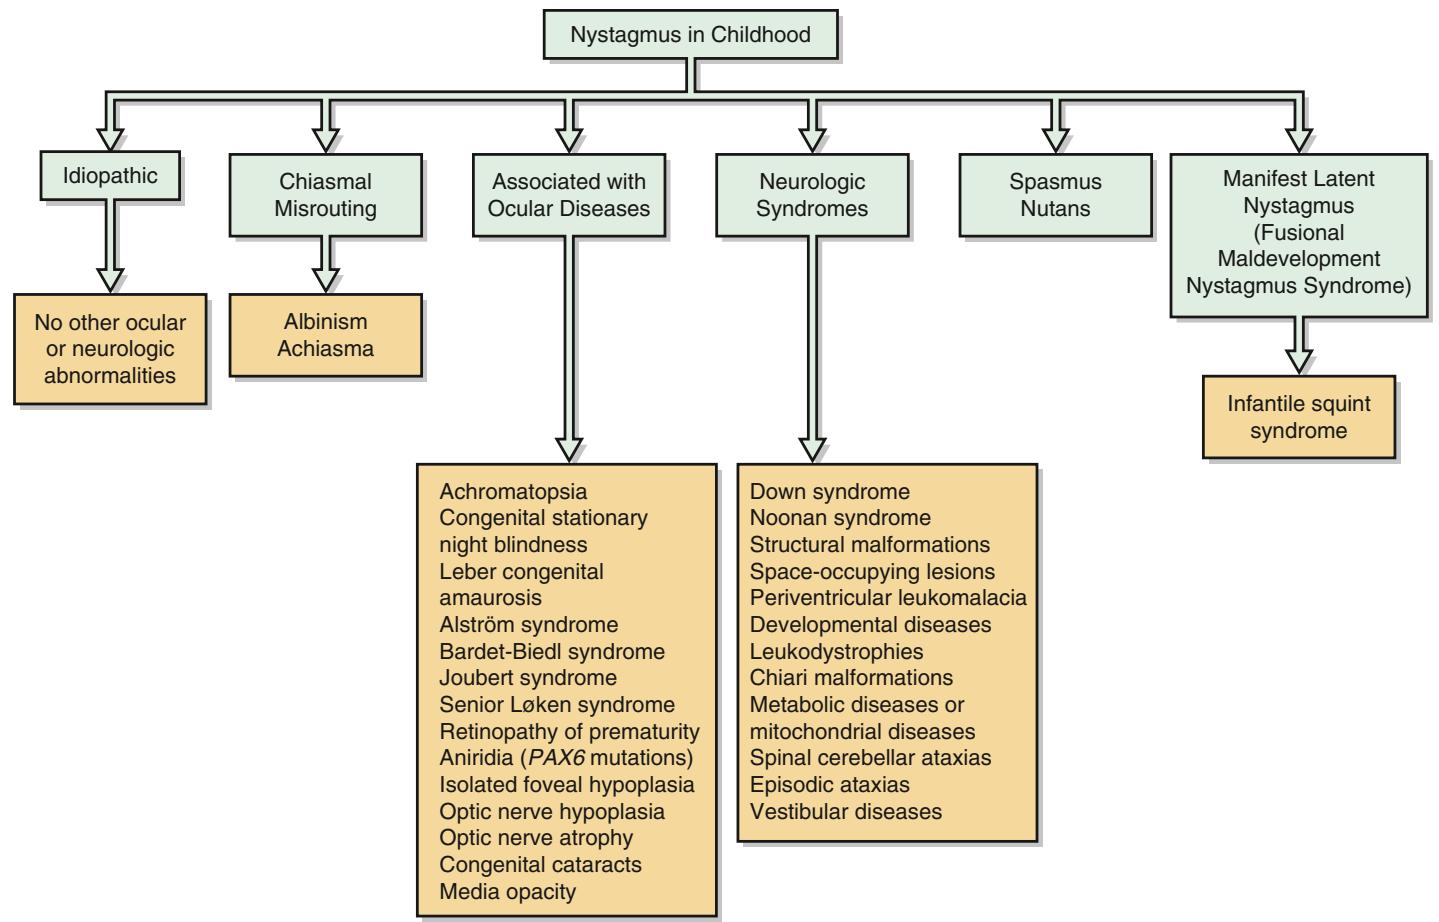 Nystagmus in Childhood
Idiopathic
Chiasmal
Misrouting
Associated with
Ocular Diseases
Neurologic
Syndromes
Spasmus
Nutans
Manifest Latent
Nystagmus
(Fusional
Maldevelopment
Nystagmus Syndrome)
No other ocular
or neurologic
abnormalities
Albinism
Achiasma
Infantile squint
syndrome
Achromatopsia
Congenital stationary
night blindness
Leber congenital
amaurosis
Alström syndrome
Bardet-Biedl syndrome
Joubert syndrome
Senior Løken syndrome
Retinopathy of prematurity
Aniridia (PAX6 mutations)
Isolated foveal hypoplasia
Optic nerve hypoplasia
Optic nerve atrophy
Congenital cataracts
Media opacity
Down syndrome
Noonan syndrome
Structural malformations
Space-occupying lesions
Periventricular leukomalacia
Developmental diseases
Leukodystrophies
Chiari malformations
Metabolic diseases or
mitochondrial diseases
Spinal cerebellar ataxias
Episodic ataxias
Vestibular diseases